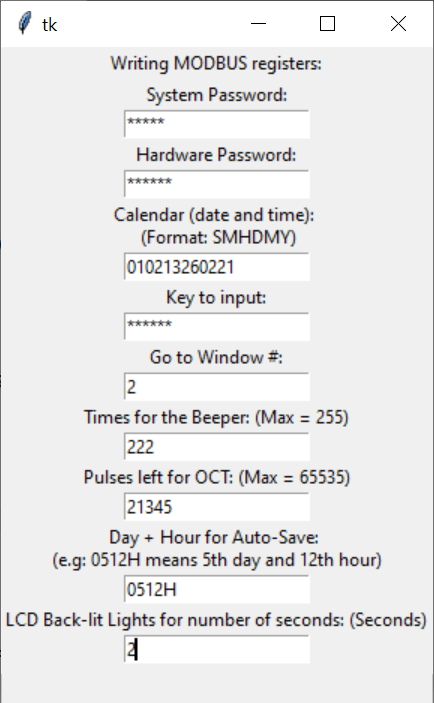 tk
Writing MODBUS registers:
System Password:
*****
Hardware Password:
******
Calendar (date and time):
(Format: SMHDMY)
010213260221
Key to input:
******
Go to Window #:
2
Times for the Beeper: (Max = 255)
222
Pulses left for OCT: (Max = 65535)
21345
Day + Hour for Auto-Save:
(e.g: 0512H means 5th day and 12th hour)
0512H
LCD Back-lit Lights for number of seconds: (Seconds)
2